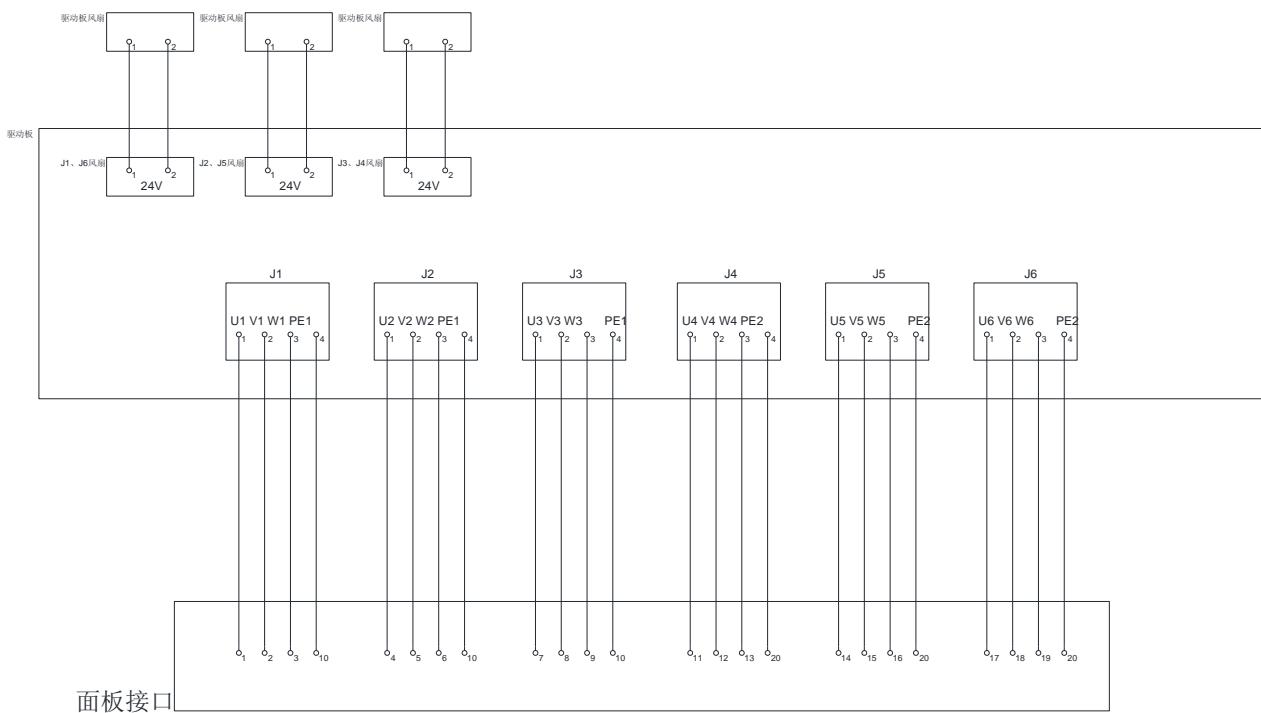 驱动板风扇 驱动板风扇 驱动板风扇
1 2 1 2 1 2
驱动板
J1、J6风扇 J2、J5风扇 J3、J4风扇
1 2 1 2 1 2
24V 24V 24V
J1 J2 J3 J4 J5 J6
U1 V1 W1 PE1 U2 V2 W2 PE1 U3 V3 W3 PE1 U4 V4 W4 PE2 U5 V5 W5 PE2 U6 V6 W6 PE2
1 2 3 4 1 2 3 4 1 2 3 4 1 2 3 4 1 2 3 4 1 2 3 4
1 2 3 10 4 5 6 10 7 8 9 10 11 12 13 20 14 15 16 20 17 18 19 20
面板接口